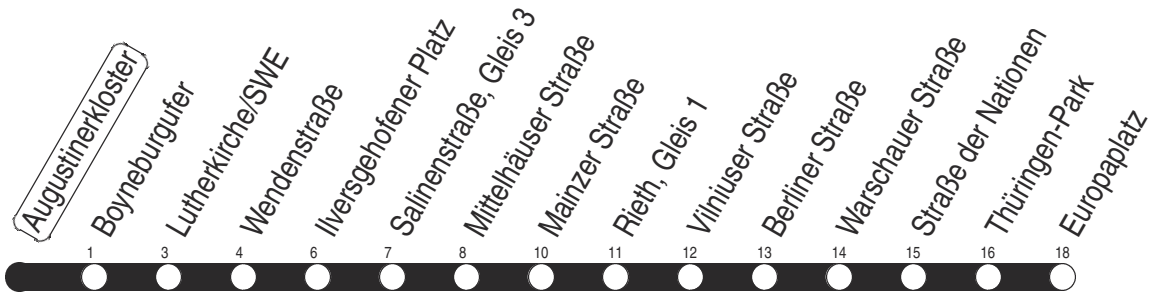 Augustinerkloster
Boyneburgufer
Lutherkirche/SWE
Wendenstraße
Ilversgehofener Platz
Salinenstraße, Gleis 3
Mittelhäuser Straße
Mainzer Straße
Rieth, Gleis 1
Vilniuser Straße
Berliner Straße
Warschauer Straße
Straße der Nationen
Thüringen-Park
Europaplatz
1 3 4 6 7 8 10 11 12 13 14 15 16 18